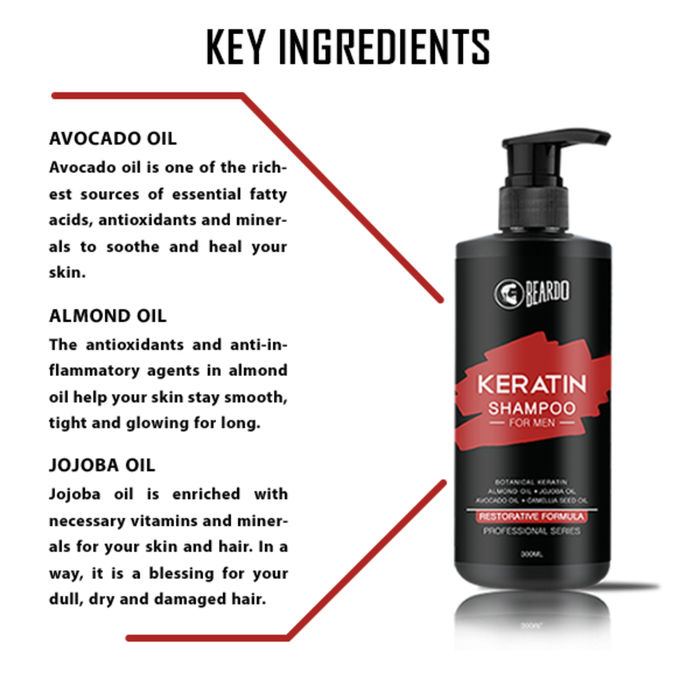 KEY INGREDIENTS
AVOCADO OIL
Avocado oil is one of the rich-
est sources of essential fatty
acids, antioxidants and miner-
als to soothe and heal your
skin.
ALMOND OIL
The antioxidants and anti-in-
flammatory agents in almond
oil help your skin stay smooth,
tight and glowing for long.
JOJOBA OIL
Jojoba oil is enriched with
necessary vitamins and miner-
als for your skin and hair. In a
way, it is a blessing for your
dull, dry and damaged hair.
BEARDO
KERATIN
SHAMPOO
FOR MEN
BOTANICAL KERATIN
ALMOND OIL • JOJOBA OIL
AVOCADO OIL • CAMELLIA SEED OIL
RESTORATIVE FORMULA
PROFESSIONAL SERIES
300ML